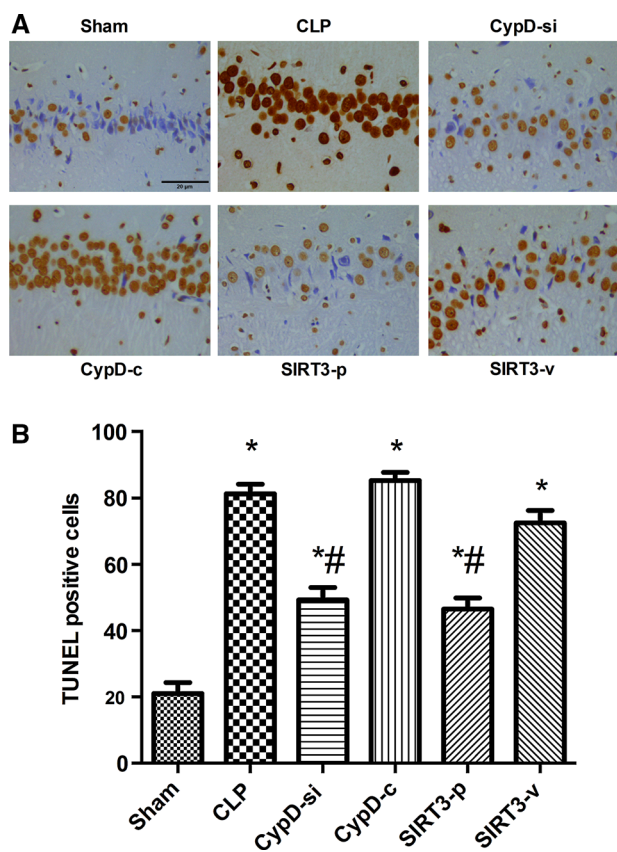 A
Sham CLP CypD-si
20 µm
CypD-c SIRT3-p SIRT3-v
B
TUNEL positive cells
100
80
60
40
20
0
* *# * *# *
Sham CLP CypD-si CypD-c SIRT3-p SIRT3-v